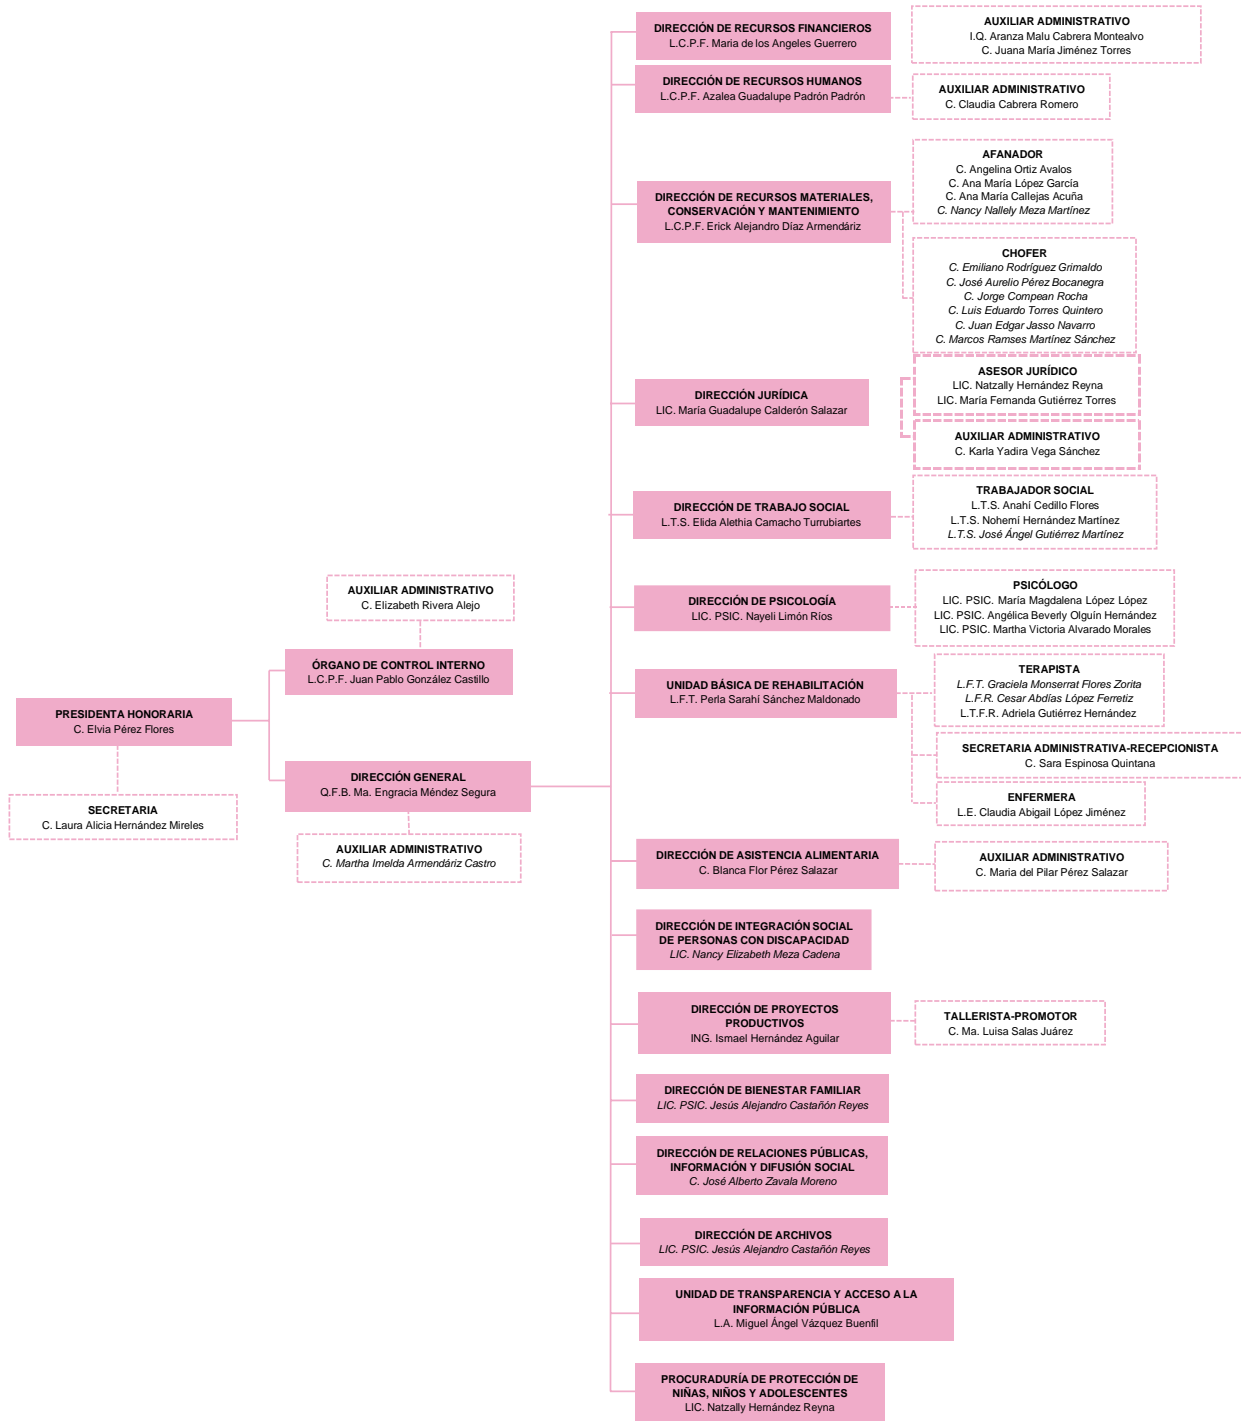 PRESIDENTA HONORARIA
C. Elvia Pérez Flores
SECRETARIA
C. Laura Alicia Hernández Mireles
AUXILIAR ADMINISTRATIVO
C. Elizabeth Rivera Alejo
ÓRGANO DE CONTROL INTERNO
L.C.P.F. Juan Pablo González Castillo
DIRECCIÓN GENERAL
Q.F.B. Ma. Engracia Méndez Segura
AUXILIAR ADMINISTRATIVO
C. Martha Imelda Armendáriz Castro
DIRECCIÓN DE RECURSOS FINANCIEROS
L.C.P.F. Maria de los Angeles Guerrero
AUXILIAR ADMINISTRATIVO
I.Q. Aranza Malu Cabrera Montealvo
C. Juana María Jiménez Torres
DIRECCIÓN DE RECURSOS HUMANOS
L.C.P.F. Azalea Guadalupe Padrón Padrón
AUXILIAR ADMINISTRATIVO
C. Claudia Cabrera Romero
DIRECCIÓN DE RECURSOS MATERIALES,
CONSERVACIÓN Y MANTENIMIENTO
L.C.P.F. Erick Alejandro Díaz Armendáriz
AFANADOR
C. Angelina Ortiz Avalos
C. Ana María López García
C. Ana María Callejas Acuña
C. Nancy Nallely Meza Martínez
CHOFER
C. Emiliano Rodríguez Grimaldo
C. José Aurelio Pérez Bocanegra
C. Jorge Compean Rocha
C. Luis Eduardo Torres Quintero
C. Juan Edgar Jasso Navarro
C. Marcos Ramses Martínez Sánchez
DIRECCIÓN JURÍDICA
LIC. María Guadalupe Calderón Salazar
ASESOR JURÍDICO
LIC. Natzally Hernández Reyna
LIC. María Fernanda Gutiérrez Torres
AUXILIAR ADMINISTRATIVO
C. Karla Yadira Vega Sánchez
DIRECCIÓN DE TRABAJO SOCIAL
L.T.S. Elida Alethia Camacho Turrubiartes
TRABAJADOR SOCIAL
L.T.S. Anahí Cedillo Flores
L.T.S. Nohemí Hernández Martínez
L.T.S. José Ángel Gutiérrez Martínez
DIRECCIÓN DE PSICOLOGÍA
LIC. PSIC. Nayeli Limón Ríos
PSICÓLOGO
LIC. PSIC. María Magdalena López López
LIC. PSIC. Angélica Beverly Olguín Hernández
LIC. PSIC. Martha Victoria Alvarado Morales
UNIDAD BÁSICA DE REHABILITACIÓN
L.F.T. Perla Sarahí Sánchez Maldonado
TERAPISTA
L.F.T. Graciela Monserrat Flores Zorita
L.F.R. Cesar Abdías López Ferretiz
L.T.F.R. Adriela Gutiérrez Hernández
SECRETARIA ADMINISTRATIVA-RECEPCIONISTA
C. Sara Espinosa Quintana
ENFERMERA
L.E. Claudia Abigail López Jiménez
DIRECCIÓN DE ASISTENCIA ALIMENTARIA
C. Blanca Flor Pérez Salazar
AUXILIAR ADMINISTRATIVO
C. Maria del Pilar Pérez Salazar
DIRECCIÓN DE INTEGRACIÓN SOCIAL
DE PERSONAS CON DISCAPACIDAD
LIC. Nancy Elizabeth Meza Cadena
DIRECCIÓN DE PROYECTOS
PRODUCTIVOS
ING. Ismael Hernández Aguilar
TALLERISTA-PROMOTOR
C. Ma. Luisa Salas Juárez
DIRECCIÓN DE BIENESTAR FAMILIAR
LIC. PSIC. Jesús Alejandro Castañón Reyes
DIRECCIÓN DE RELACIONES PÚBLICAS,
INFORMACIÓN Y DIFUSIÓN SOCIAL
C. José Alberto Zavala Moreno
DIRECCIÓN DE ARCHIVOS
LIC. PSIC. Jesús Alejandro Castañón Reyes
UNIDAD DE TRANSPARENCIA Y ACCESO A LA
INFORMACIÓN PÚBLICA
L.A. Miguel Ángel Vázquez Buenfil
PROCURADURÍA DE PROTECCIÓN DE
NIÑAS, NIÑOS Y ADOLESCENTES
LIC. Natzally Hernández Reyna